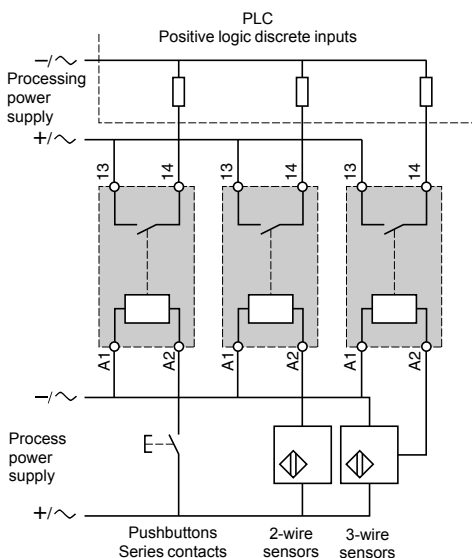 PLC
Positive logic discrete inputs
−/∼
Processing
power
supply
+/∼
13 14 13 14 13 14
A1 A2 A1 A2 A1 A2
−/∼
Process
power
supply
+/∼
Pushbuttons 2-wire 3-wire
Series contacts sensors sensors